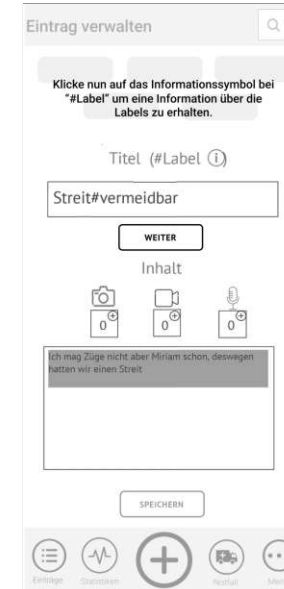 Eintrag verwalten
Klicke nun auf das Informationssymbol bei
"#Label" um eine Information über die
Labels zu erhalten.
Titel (#Label ⓘ)
Streit#vermeidbar
WEITER
Inhalt
0 0 0
Ich mag Züge nicht aber Miriam schon, deswegen
hatten wir einen Streit
SPEICHERN
Einträge Statistiken Notfall